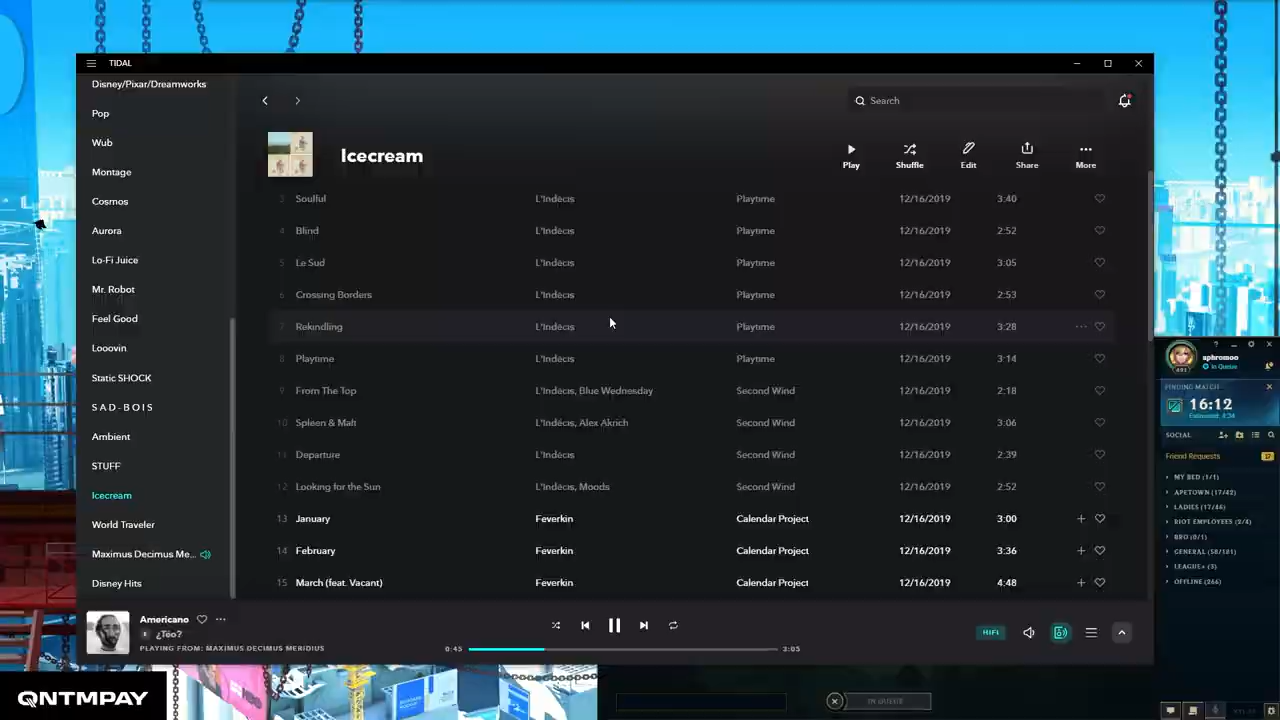 TIDAL
Disney/Pixar/Dreamworks
Pop
Wub
Montage
Cosmos
Aurora
Lo-Fi Juice
Mr. Robot
Feel Good
Looovin
Static SHOCK
S A D - B O I S
Ambient
STUFF
Icecream
World Traveler
Maximus Decimus Me...
Disney Hits
Search
Icecream
Play
Shuffle
Edit
Share
More
3 Soulful L'Indécis Playtime 12/16/2019 3:40
4 Blind L'Indécis Playtime 12/16/2019 2:52
5 Le Sud L'Indécis Playtime 12/16/2019 3:05
6 Crossing Borders L'Indécis Playtime 12/16/2019 2:53
7 Rekindling L'Indécis Playtime 12/16/2019 3:28
8 Playtime L'Indécis Playtime 12/16/2019 3:14
9 From The Top L'Indécis, Blue Wednesday Second Wind 12/16/2019 2:18
10 Spleen & Malt L'Indécis, Alex Akrich Second Wind 12/16/2019 3:06
11 Departure L'Indécis Second Wind 12/16/2019 2:39
12 Looking for the Sun L'Indécis, Moods Second Wind 12/16/2019 2:52
13 January Feverkin Calendar Project 12/16/2019 3:00
14 February Feverkin Calendar Project 12/16/2019 3:36
15 March (feat. Vacant) Feverkin Calendar Project 12/16/2019 4:48
Americano
E ¿Téo?
PLAYING FROM: MAXIMUS DECIMUS MERIDIUS
0:45
3:05
HIFI
aphromoo
In Queue
FINDING MATCH
16:12
Estimated: 4:34
SOCIAL
Friend Requests
MY BED (1/1)
APETOWN (17/42)
LADIES (17/46)
RIOT EMPLOYEES (2/4)
BRO (0/1)
GENERAL (58/181)
LEAGUE+ (3)
OFFLINE (266)
IN QUEUE
QNTMPAY